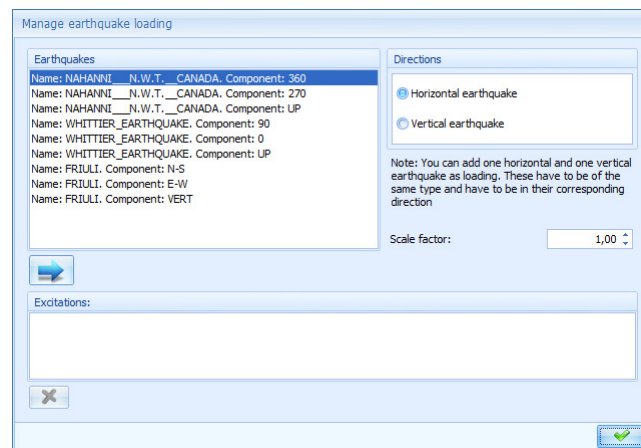 Manage earthquake loading
Earthquakes
Name: NAHANNI___N.W.T.__CANADA. Component: 360
Name: NAHANNI___N.W.T.__CANADA. Component: 270
Name: NAHANNI___N.W.T.__CANADA. Component: UP
Name: WHITTIER_EARTHQUAKE. Component: 90
Name: WHITTIER_EARTHQUAKE. Component: 0
Name: WHITTIER_EARTHQUAKE. Component: UP
Name: FRIULI. Component: N-S
Name: FRIULI. Component: E-W
Name: FRIULI. Component: VERT
Directions
Horizontal earthquake
Vertical earthquake
Note: You can add one horizontal and one vertical
earthquake as loading. These have to be of the
same type and have to be in their corresponding
direction
Scale factor: 1,00
Excitations: